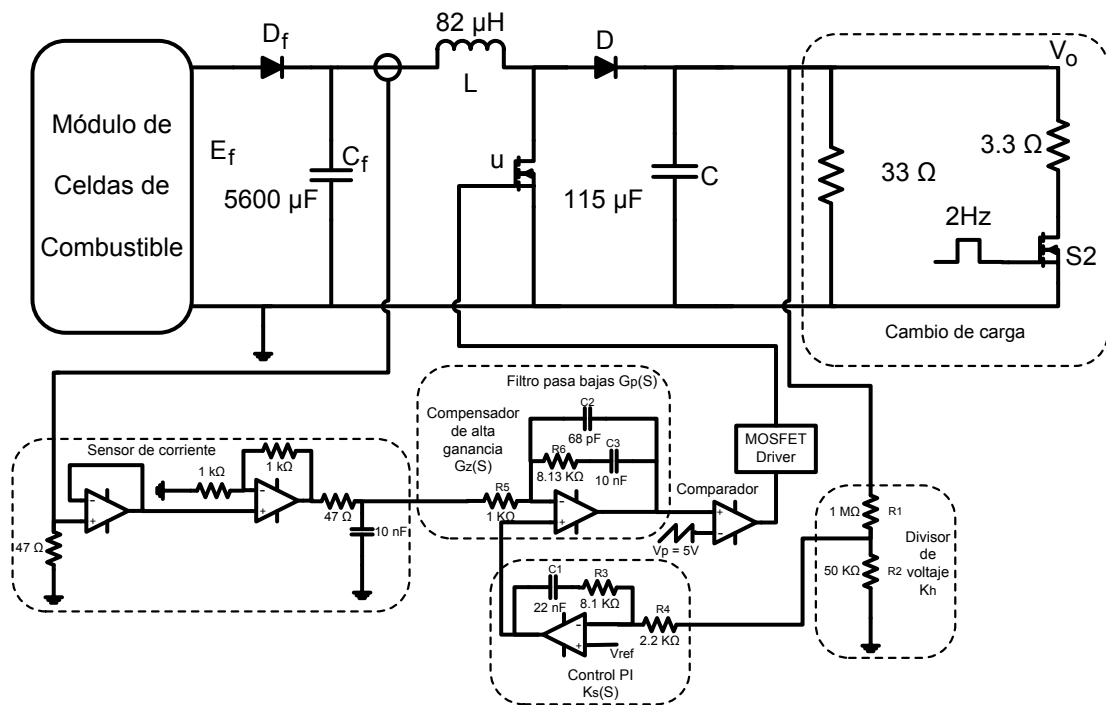 Módulo de
Celdas de
Combustible
D_f
E_f
C_f
5600 µF
82 µH
L
D
u
115 µF
C
V_o
33 Ω
3.3 Ω
2Hz
S2
Cambio de carga
Sensor de corriente
47 Ω
1 kΩ
1 kΩ
47 Ω
10 nF
-
+
-
+
Filtro pasa bajas Gp(S)
Compensador
de alta
ganancia
Gz(S)
C2
68 pF
R6
8.13 KΩ
C3
10 nF
R5
1 KΩ
-
+
Comparador
Vp = 5V
+
-
MOSFET
Driver
1 MΩ
R1
50 KΩ
R2
Divisor
de
voltaje
Kh
C1
22 nF
R3
8.1 KΩ
R4
2.2 KΩ
-
+
Vref
Control PI
Ks(S)